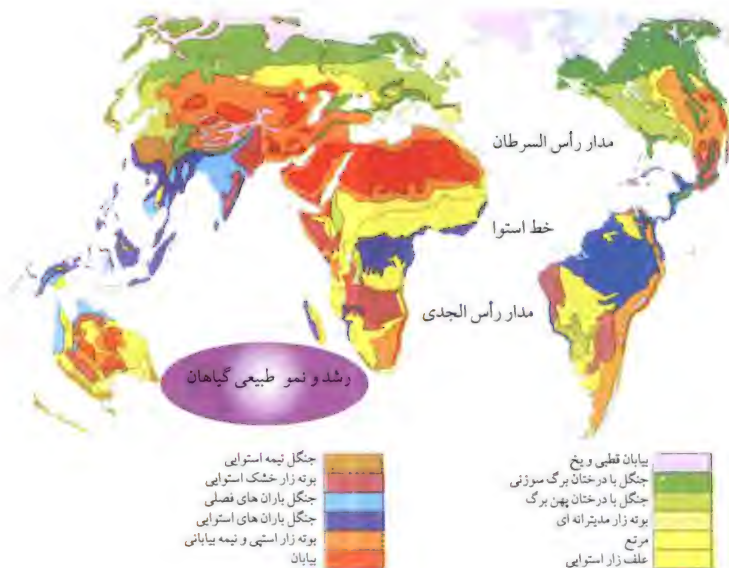 مدار رأس السرطان
خط استوا
مدار رأس الجدی
رشد و نمو طبیعی گیاهان
بیابان قطبی و یخ
جنگل با درختان برگ سوزنی
جنگل با درختان پهن برگ
بوته زار مدیترانه ای
مرتع
علف زار استوایی
جنگل نیمه استوایی
بوته زار خشک استوایی
جنگل باران های فصلی
جنگل باران های استوایی
بوته زار استپی و نیمه بیابانی
بیابان